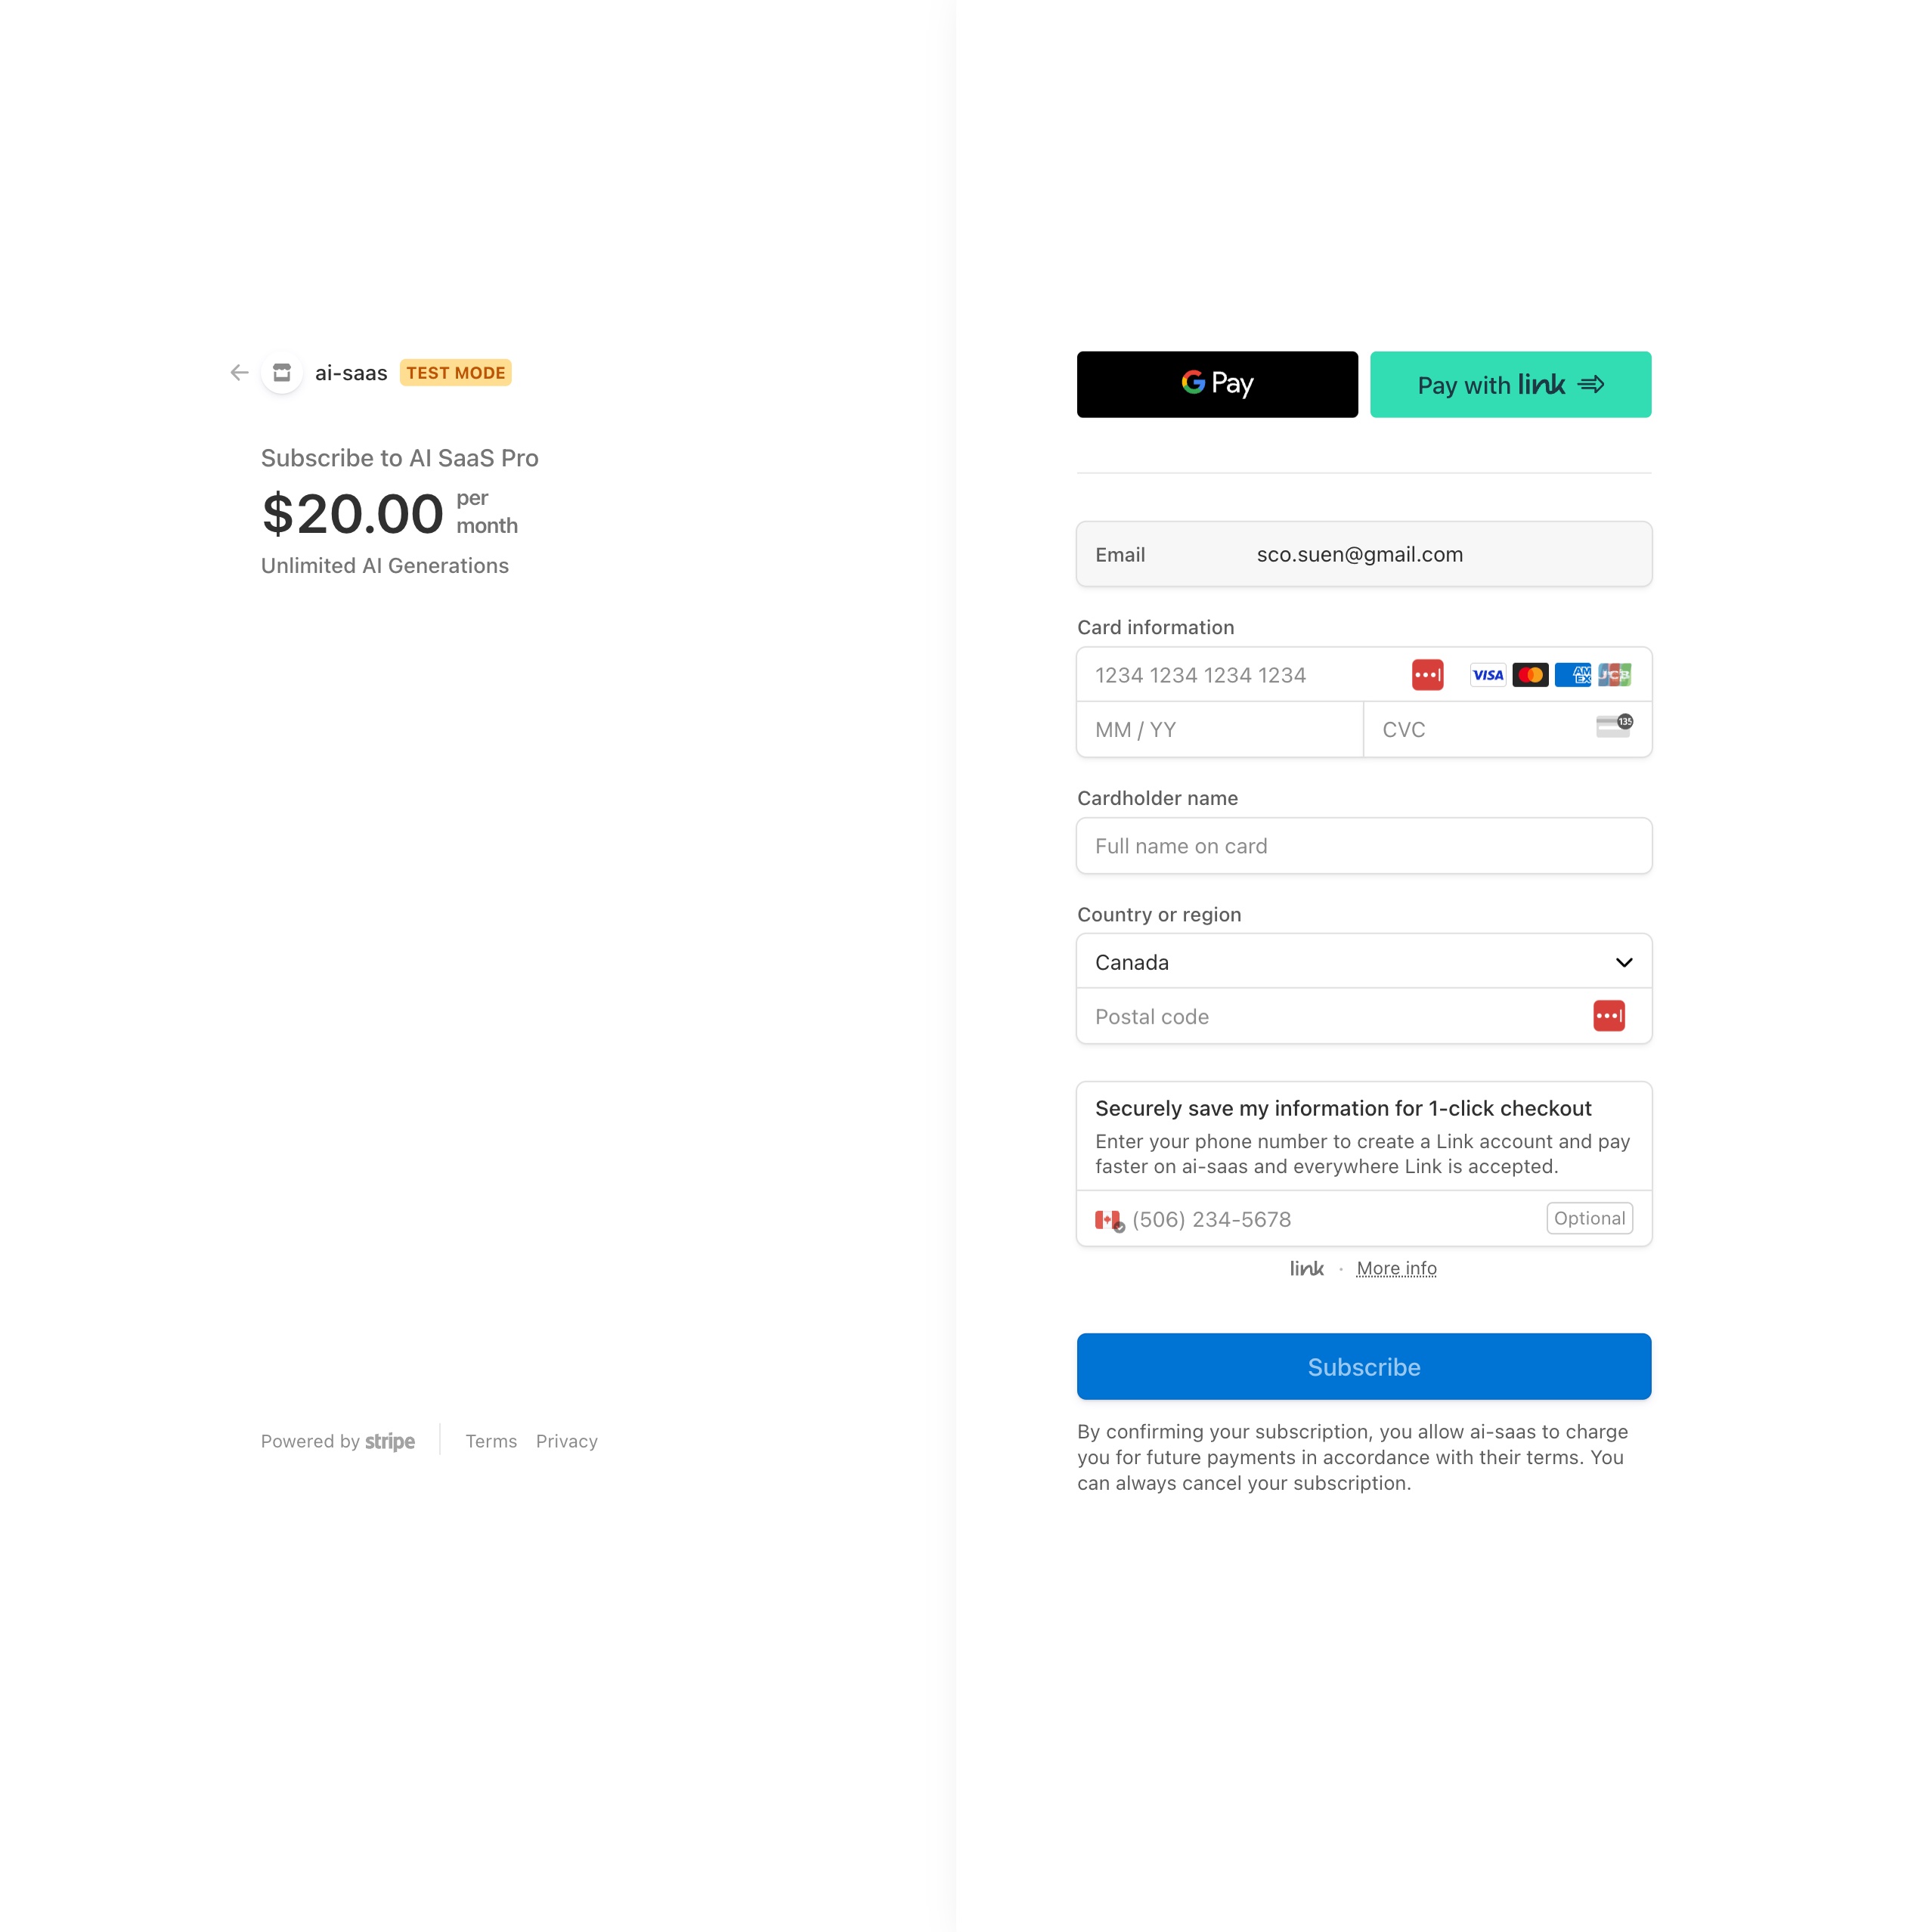 ai-saas TEST MODE
Subscribe to AI SaaS Pro
$20.00 per
month
Unlimited AI Generations
Powered by stripe
Terms Privacy
G Pay
Pay with link
Email sco.suen@gmail.com
Card information
1234 1234 1234 1234
VISA
AM
EX
JCB
MM / YY
CVC
135
Cardholder name
Full name on card
Country or region
Canada
Postal code
Securely save my information for 1-click checkout
Enter your phone number to create a Link account and pay
faster on ai-saas and everywhere Link is accepted.
(506) 234-5678 Optional
link · More info
Subscribe
By confirming your subscription, you allow ai-saas to charge
you for future payments in accordance with their terms. You
can always cancel your subscription.